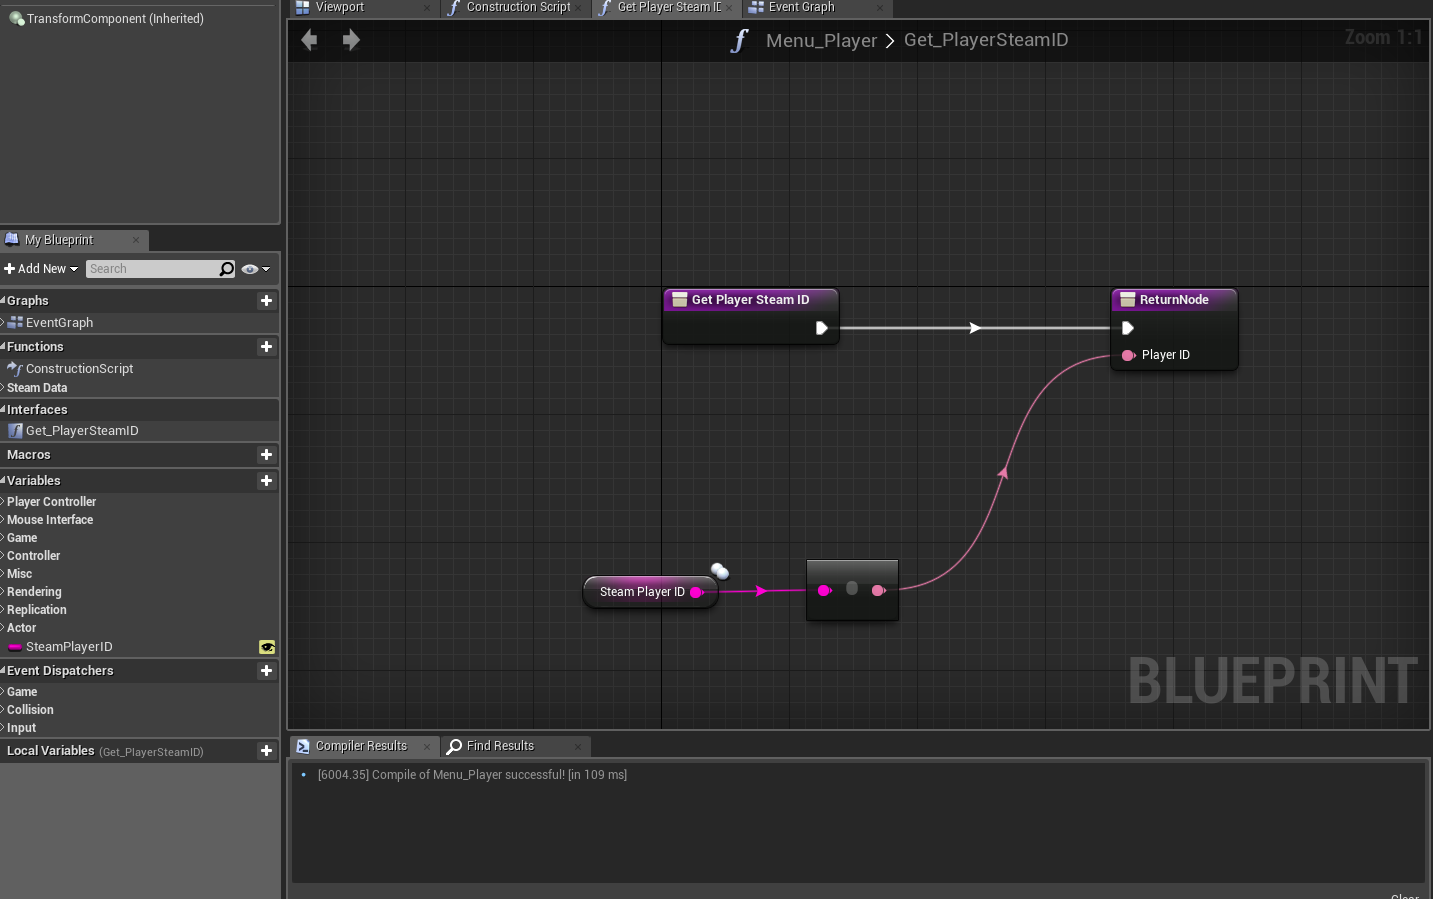 TransformComponent (Inherited)
My Blueprint
Add New
Search
Graphs
EventGraph
Functions
ConstructionScript
Steam Data
Interfaces
Get_PlayerSteamID
Macros
Variables
Player Controller
Mouse Interface
Game
Controller
Misc
Rendering
Replication
Actor
SteamPlayerID
Event Dispatchers
Game
Collision
Input
Local Variables (Get_PlayerSteamID)
Viewport
Construction Script
Get Player Steam ID
Event Graph
Menu_Player > Get_PlayerSteamID
Zoom 1:1
Get Player Steam ID
ReturnNode
Player ID
Steam Player ID
BLUEPRINT
Compiler Results
Find Results
[6004.35] Compile of Menu_Player successful! [in 109 ms]
Clear